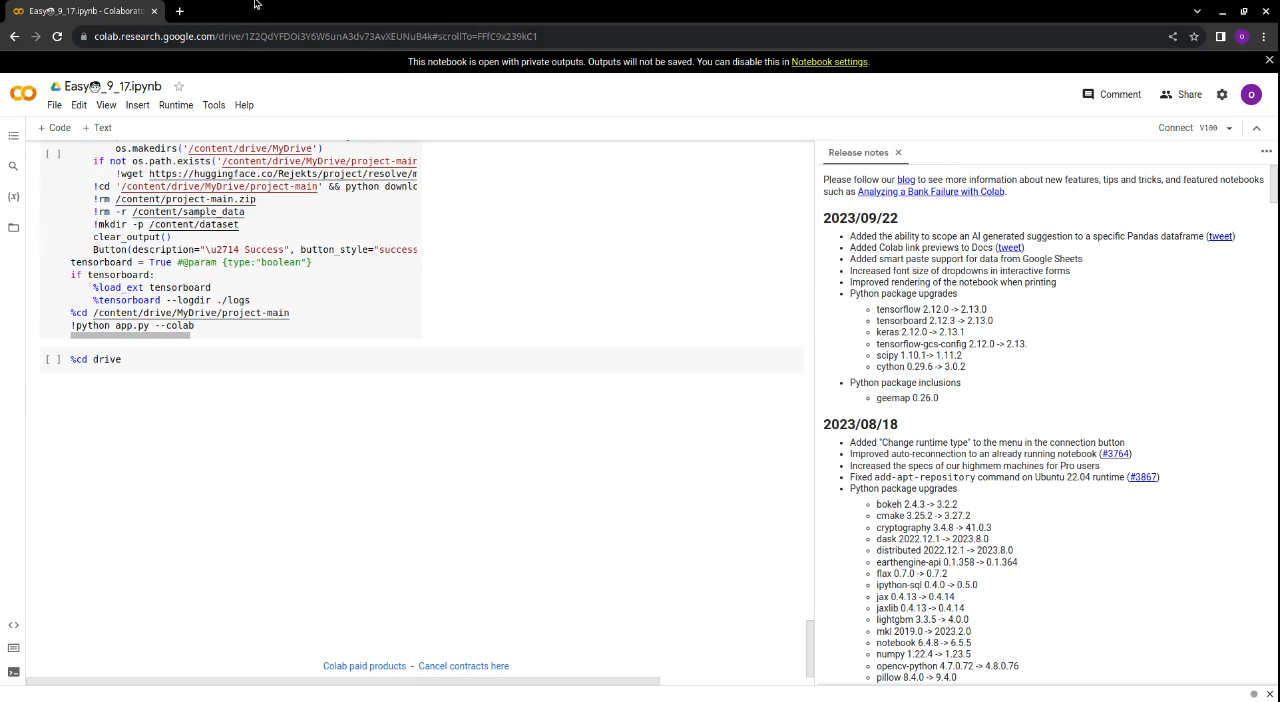 Easy_9_17.ipynb - Colaborato
colab.research.google.com/drive/1Z2QdYFDOi3Y6W6unA3dv73AvXEUNuB4k#scrollTo=FFfC9x239kC1
This notebook is open with private outputs. Outputs will not be saved. You can disable this in Notebook settings.
Easy_9_17.ipynb
File Edit View Insert Runtime Tools Help
Comment Share O
+ Code + Text
Connect V100
os.makedirs('/content/drive/MyDrive')
[ ] if not os.path.exists('/content/drive/MyDrive/project-main
!wget https://huggingface.co/Rejekts/project/resolve/m
!cd '/content/drive/MyDrive/project-main' && python downlo
!rm /content/project-main.zip
!rm -r /content/sample_data
!mkdir -p /content/dataset
clear_output()
Button(description="\u2714 Success", button_style="success
tensorboard = True #@param {type:"boolean"}
if tensorboard:
%load_ext tensorboard
%tensorboard --logdir ./logs
%cd /content/drive/MyDrive/project-main
!python app.py --colab
[ ] %cd drive
Colab paid products - Cancel contracts here
Release notes
Please follow our blog to see more information about new features, tips and tricks, and featured notebooks
such as Analyzing a Bank Failure with Colab.
2023/09/22
• Added the ability to scope an AI generated suggestion to a specific Pandas dataframe (tweet)
• Added Colab link previews to Docs (tweet)
• Added smart paste support for data from Google Sheets
• Increased font size of dropdowns in interactive forms
• Improved rendering of the notebook when printing
• Python package upgrades
tensorflow 2.12.0 -> 2.13.0
tensorboard 2.12.3 -> 2.13.0
keras 2.12.0 -> 2.13.1
tensorflow-gcs-config 2.12.0 -> 2.13.
scipy 1.10.1-> 1.11.2
cython 0.29.6 -> 3.0.2
• Python package inclusions
geemap 0.26.0
2023/08/18
• Added "Change runtime type" to the menu in the connection button
• Improved auto-reconnection to an already running notebook (#3764)
• Increased the specs of our highmem machines for Pro users
• Fixed add-apt-repository command on Ubuntu 22.04 runtime (#3867)
• Python package upgrades
bokeh 2.4.3 -> 3.2.2
cmake 3.25.2 -> 3.27.2
cryptography 3.4.8 -> 41.0.3
dask 2022.12.1 -> 2023.8.0
distributed 2022.12.1 -> 2023.8.0
earthengine-api 0.1.358 -> 0.1.364
flax 0.7.0 -> 0.7.2
ipython-sql 0.4.0 -> 0.5.0
jax 0.4.13 -> 0.4.14
jaxlib 0.4.13 -> 0.4.14
lightgbm 3.3.5 -> 4.0.0
mkl 2019.0 -> 2023.2.0
notebook 6.4.8 -> 6.5.5
numpy 1.22.4 -> 1.23.5
opencv-python 4.7.0.72 -> 4.8.0.76
pillow 8.4.0 -> 9.4.0